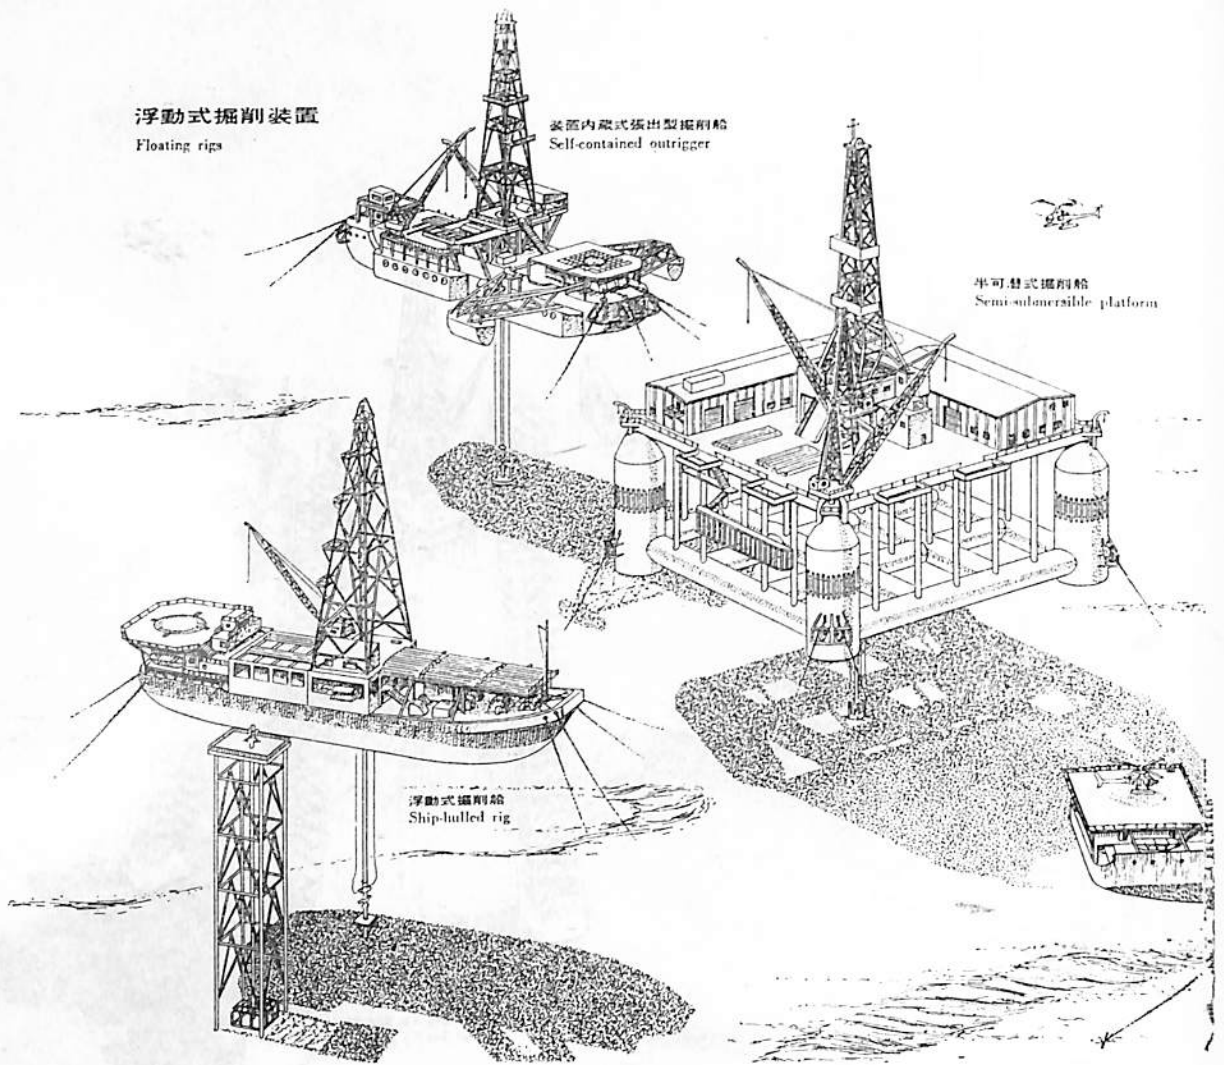 浮動式掘削装置
Floating rigs
装置内蔵式張出型掘削船
Self-contained outrigger
半可潜式掘削船
Semi-submersible platform
浮動式掘削船
Ship-hulled rig